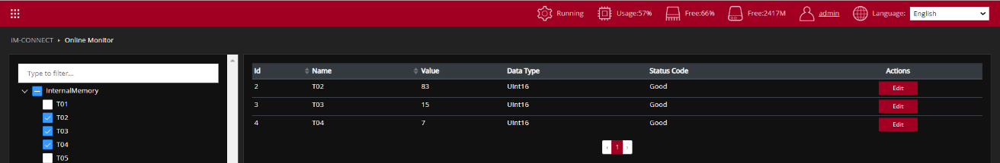 Running Usage:57% Free:66% Free:2417M admin Language: English
IM-CONNECT Online Monitor
Type to filter...
InternalMemory
T01
T02
T03
T04
T05
Id Name Value Data Type Status Code Actions
2 T02 83 UInt16 Good Edit
3 T03 15 UInt16 Good Edit
4 T04 7 UInt16 Good Edit
1